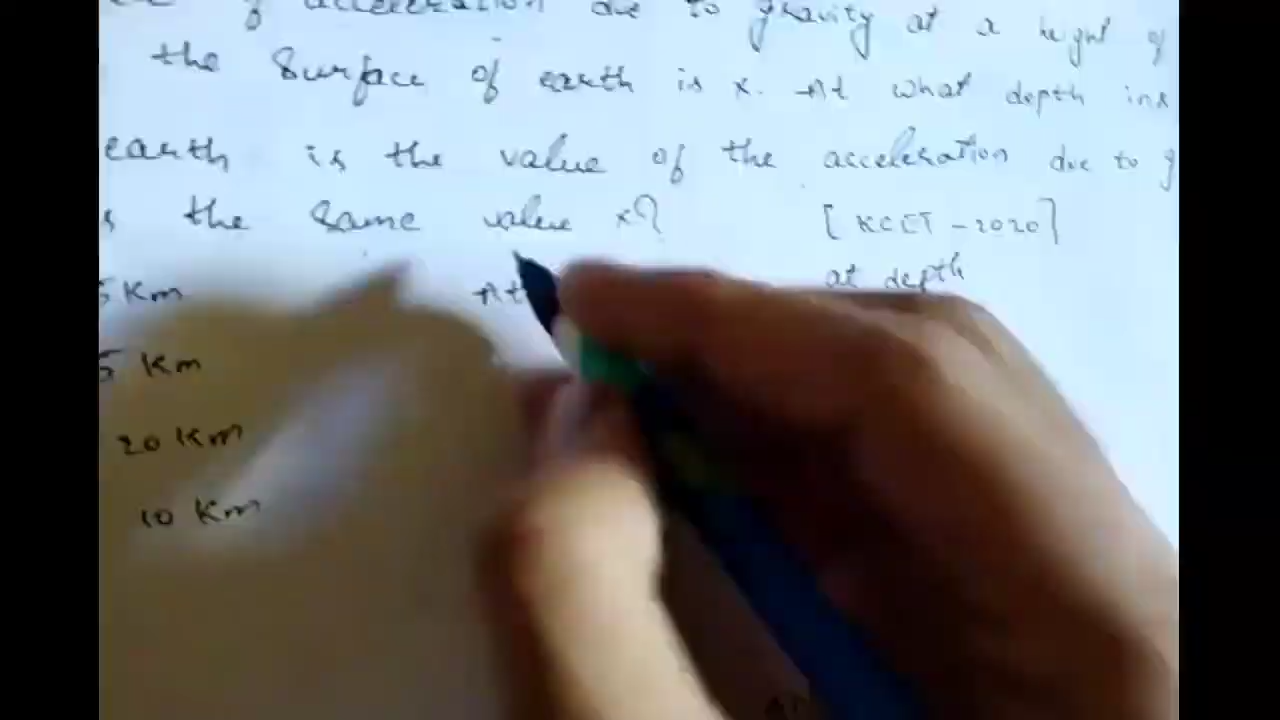 acceleration due to gravity at a height of
the Surface of earth is x. At what depth ins
earth is the value of the acceleration due to g
s the same value x? [KCET - 2020]
5 Km At at depth
5 Km
20 Km
10 Km